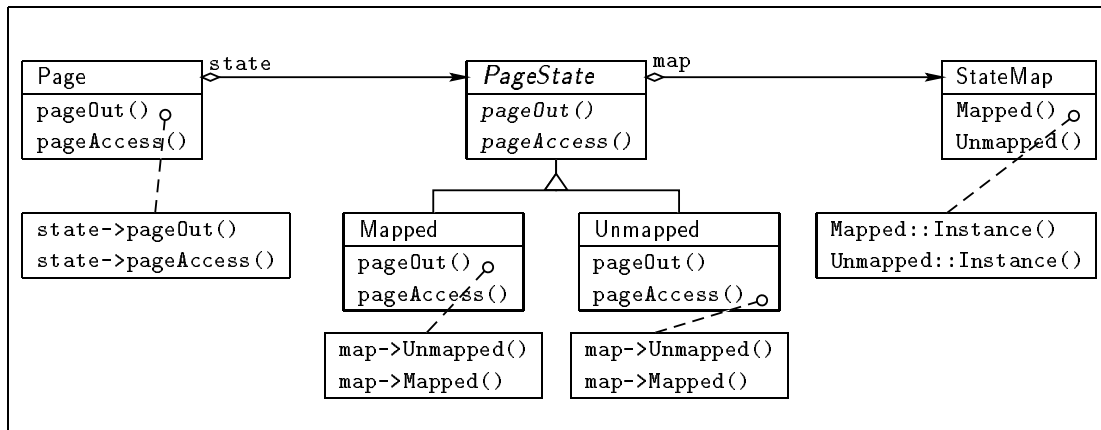 state
map
Page
pageOut()
pageAccess()
PageState
pageOut()
pageAccess()
StateMap
Mapped()
Unmapped()
state->pageOut()
state->pageAccess()
Mapped
pageOut()
pageAccess()
Unmapped
pageOut()
pageAccess()
Mapped::Instance()
Unmapped::Instance()
map->Unmapped()
map->Mapped()
map->Unmapped()
map->Mapped()